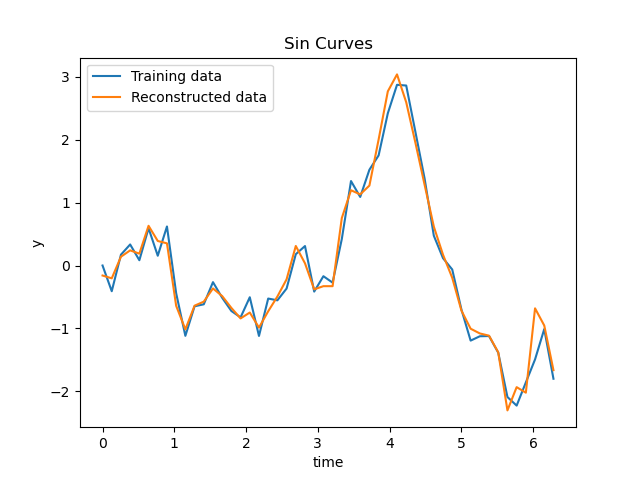 Sin Curves
Training data
Reconstructed data
3
2
1
0
−1
−2
y
0 1 2 3 4 5 6
time